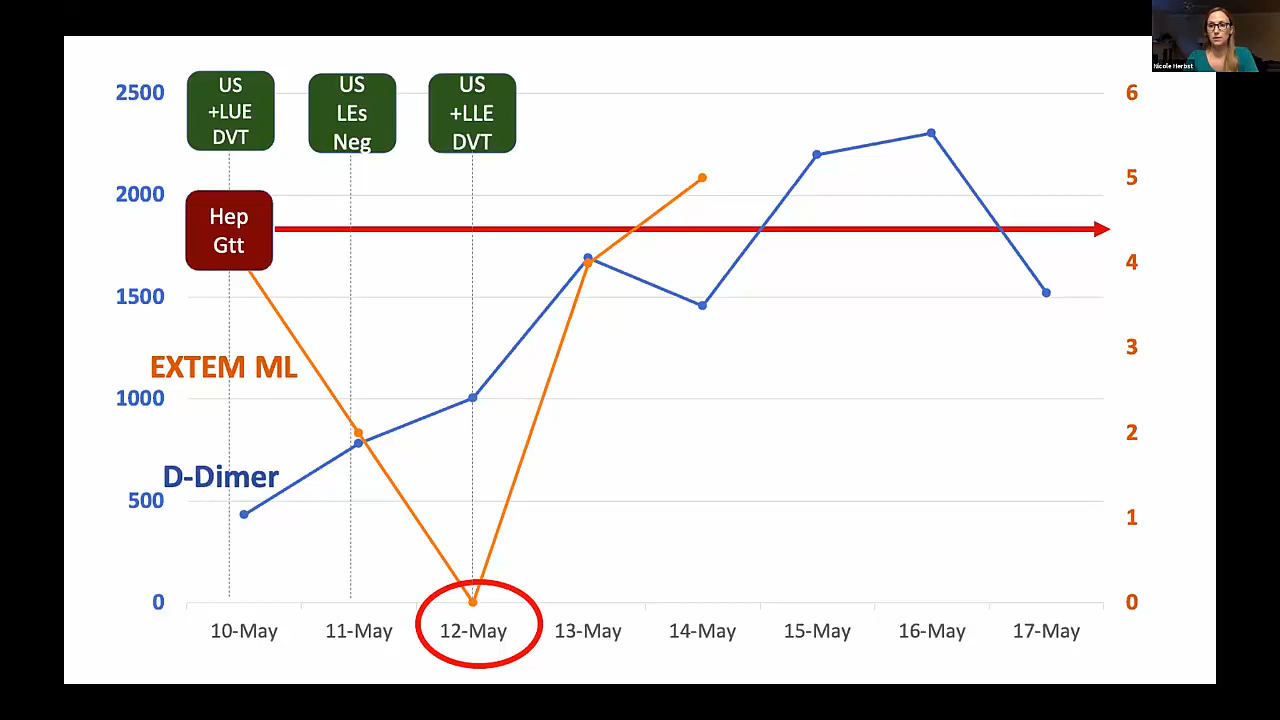 Nicole Herbst
US
+LUE
DVT
US
LEs
Neg
US
+LLE
DVT
Hep
Gtt
EXTEM ML
D-Dimer
2500
2000
1500
1000
500
0
6
5
4
3
2
1
0
10-May
11-May
12-May
13-May
14-May
15-May
16-May
17-May